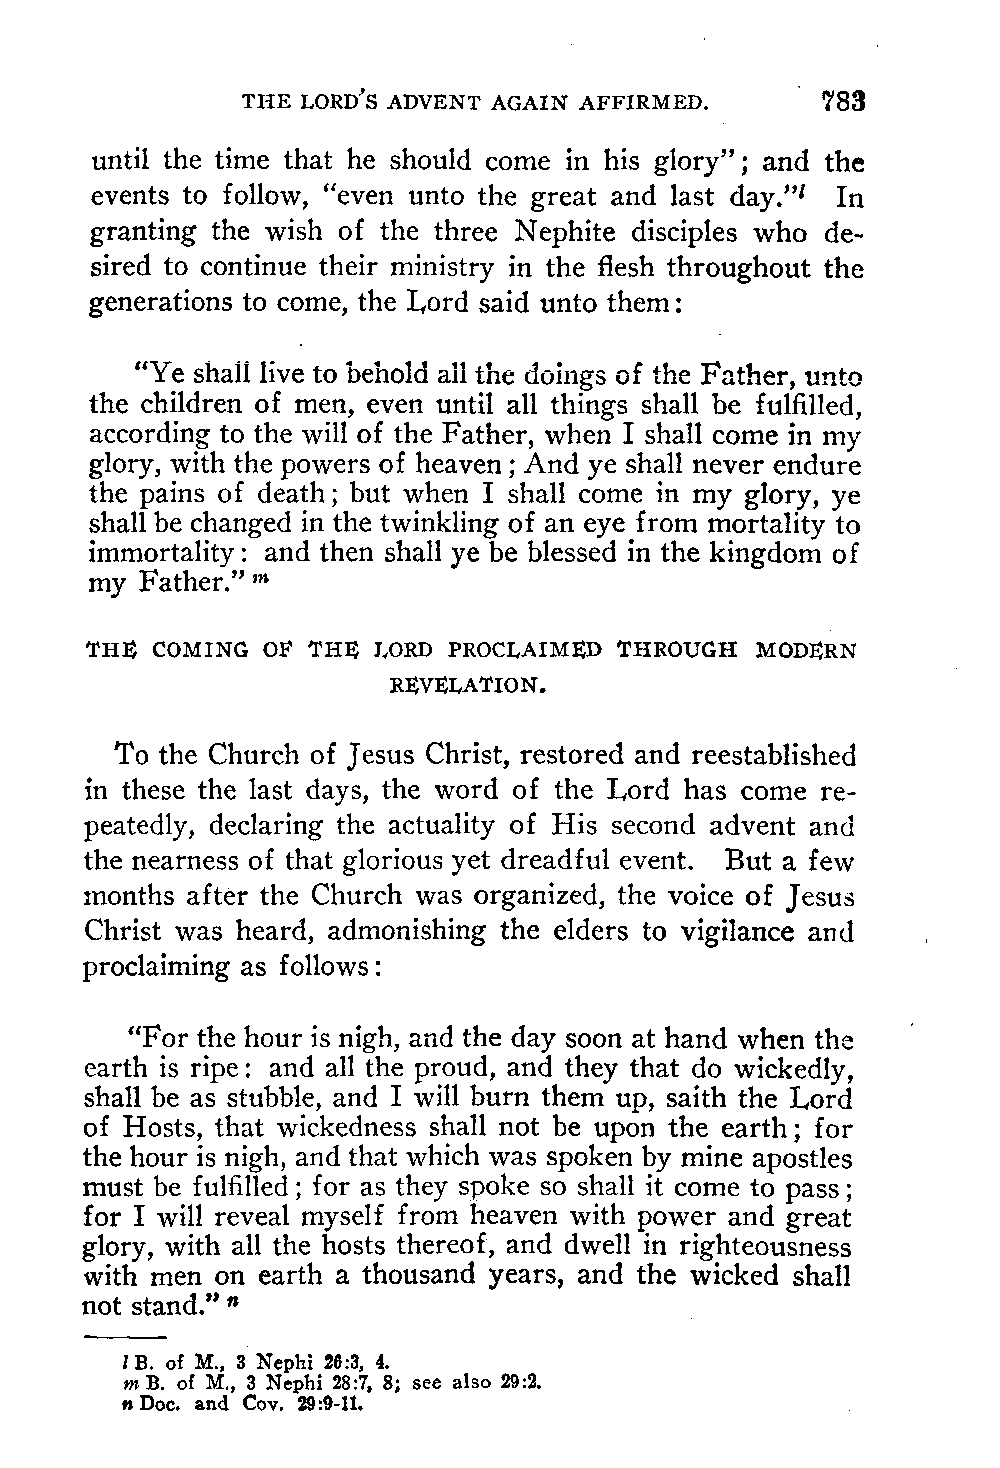 THE LORD'S ADVENT AGAIN AFFIRMED. 783
until the time that he should come in his glory"; and the
events to follow, "even unto the great and last day."l In
granting the wish of the three Nephite disciples who de-
sired to continue their ministry in the flesh throughout the
generations to come, the Lord said unto them:
"Ye shall live to behold all the doings of the Father, unto
the children of men, even until all things shall be fulfilled,
according to the will of the Father, when I shall come in my
glory, with the powers of heaven; And ye shall never endure
the pains of death; but when I shall come in my glory, ye
shall be changed in the twinkling of an eye from mortality to
immortality: and then shall ye be blessed in the kingdom of
my Father." m
THE COMING OF THE LORD PROCLAIMED THROUGH MODERN
REVELATION.
To the Church of Jesus Christ, restored and reestablished
in these the last days, the word of the Lord has come re-
peatedly, declaring the actuality of His second advent and
the nearness of that glorious yet dreadful event. But a few
months after the Church was organized, the voice of Jesus
Christ was heard, admonishing the elders to vigilance and
proclaiming as follows:
"For the hour is nigh, and the day soon at hand when the
earth is ripe: and all the proud, and they that do wickedly,
shall be as stubble, and I will burn them up, saith the Lord
of Hosts, that wickedness shall not be upon the earth; for
the hour is nigh, and that which was spoken by mine apostles
must be fulfilled; for as they spoke so shall it come to pass;
for I will reveal myself from heaven with power and great
glory, with all the hosts thereof, and dwell in righteousness
with men on earth a thousand years, and the wicked shall
not stand." n
l B. of M., 3 Nephi 26:3, 4.
m B. of M., 3 Nephi 28:7, 8; see also 29:2.
n Doc. and Cov. 29:9-11.